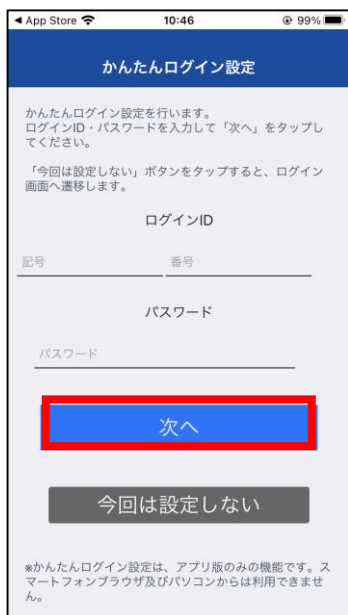 App Store 10:46 99%
かんたんログイン設定
かんたんログイン設定を行います。
ログインID・パスワードを入力して「次へ」をタップし
てください。
「今回は設定しない」ボタンをタップすると、ログイン
画面へ遷移します。
ログインID
記号 番号
パスワード
パスワード
次へ
今回は設定しない
※かんたんログイン設定は、アプリ版のみの機能です。ス
マートフォンブラウザ及びパソコンからは利用できませ
ん。